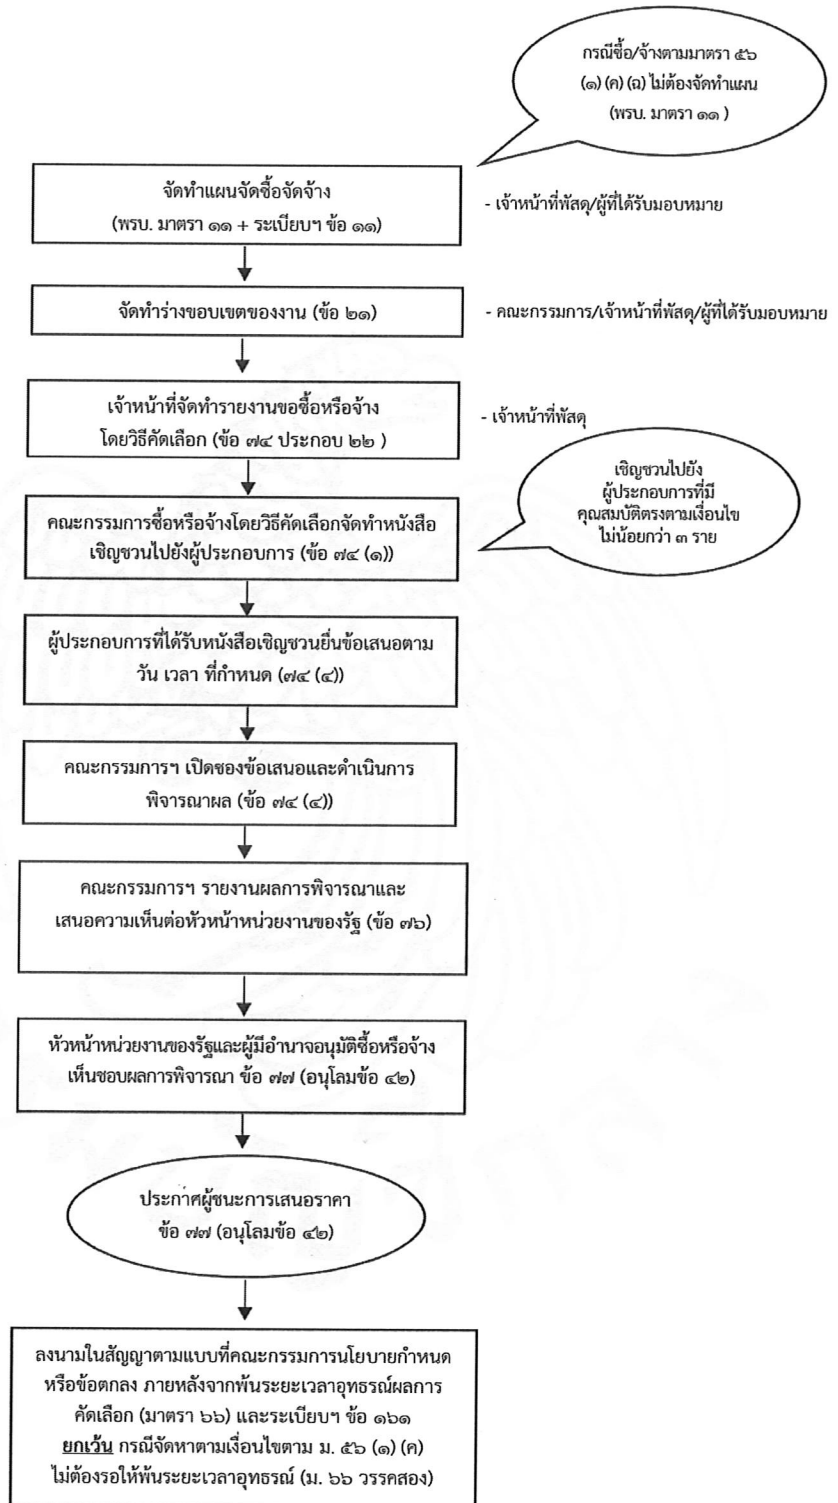 กรณีซื้อ/จ้างตามมาตรา ๕๖
(๑) (ค) (ฉ) ไม่ต้องจัดทำแผน
(พรบ. มาตรา ๑๑ )
จัดทำแผนจัดซื้อจัดจ้าง
(พรบ. มาตรา ๑๑ + ระเบียบฯ ข้อ ๑๑)
- เจ้าหน้าที่พัสดุ/ผู้ที่ได้รับมอบหมาย
จัดทำร่างขอบเขตของงาน (ข้อ ๒๑)
- คณะกรรมการ/เจ้าหน้าที่พัสดุ/ผู้ที่ได้รับมอบหมาย
เจ้าหน้าที่จัดทำรายงานขอซื้อหรือจ้าง
โดยวิธีคัดเลือก (ข้อ ๗๔ ประกอบ ๒๒ )
- เจ้าหน้าที่พัสดุ
เชิญชวนไปยัง
ผู้ประกอบการที่มี
คุณสมบัติตรงตามเงื่อนไข
ไม่น้อยกว่า ๓ ราย
คณะกรรมการซื้อหรือจ้างโดยวิธีคัดเลือกจัดทำหนังสือ
เชิญชวนไปยังผู้ประกอบการ (ข้อ ๗๔ (๑))
ผู้ประกอบการที่ได้รับหนังสือเชิญชวนยื่นข้อเสนอตาม
วัน เวลา ที่กำหนด (๗๔ (๔))
คณะกรรมการฯ เปิดซองข้อเสนอและดำเนินการ
พิจารณาผล (ข้อ ๗๔ (๔))
คณะกรรมการฯ รายงานผลการพิจารณาและ
เสนอความเห็นต่อหัวหน้าหน่วยงานของรัฐ (ข้อ ๗๖)
หัวหน้าหน่วยงานของรัฐและผู้มีอำนาจอนุมัติซื้อหรือจ้าง
เห็นชอบผลการพิจารณา ข้อ ๗๗ (อนุโลมข้อ ๔๒)
ประกาศผู้ชนะการเสนอราคา
ข้อ ๗๗ (อนุโลมข้อ ๔๒)
ลงนามในสัญญาตามแบบที่คณะกรรมการนโยบายกำหนด
หรือข้อตกลง ภายหลังจากพ้นระยะเวลาอุทธรณ์ผลการ
คัดเลือก (มาตรา ๖๖) และระเบียบฯ ข้อ ๑๖๑
ยกเว้น กรณีจัดหาตามเงื่อนไขตาม ม. ๕๖ (๑) (ค)
ไม่ต้องรอให้พ้นระยะเวลาอุทธรณ์ (ม. ๖๖ วรรคสอง)